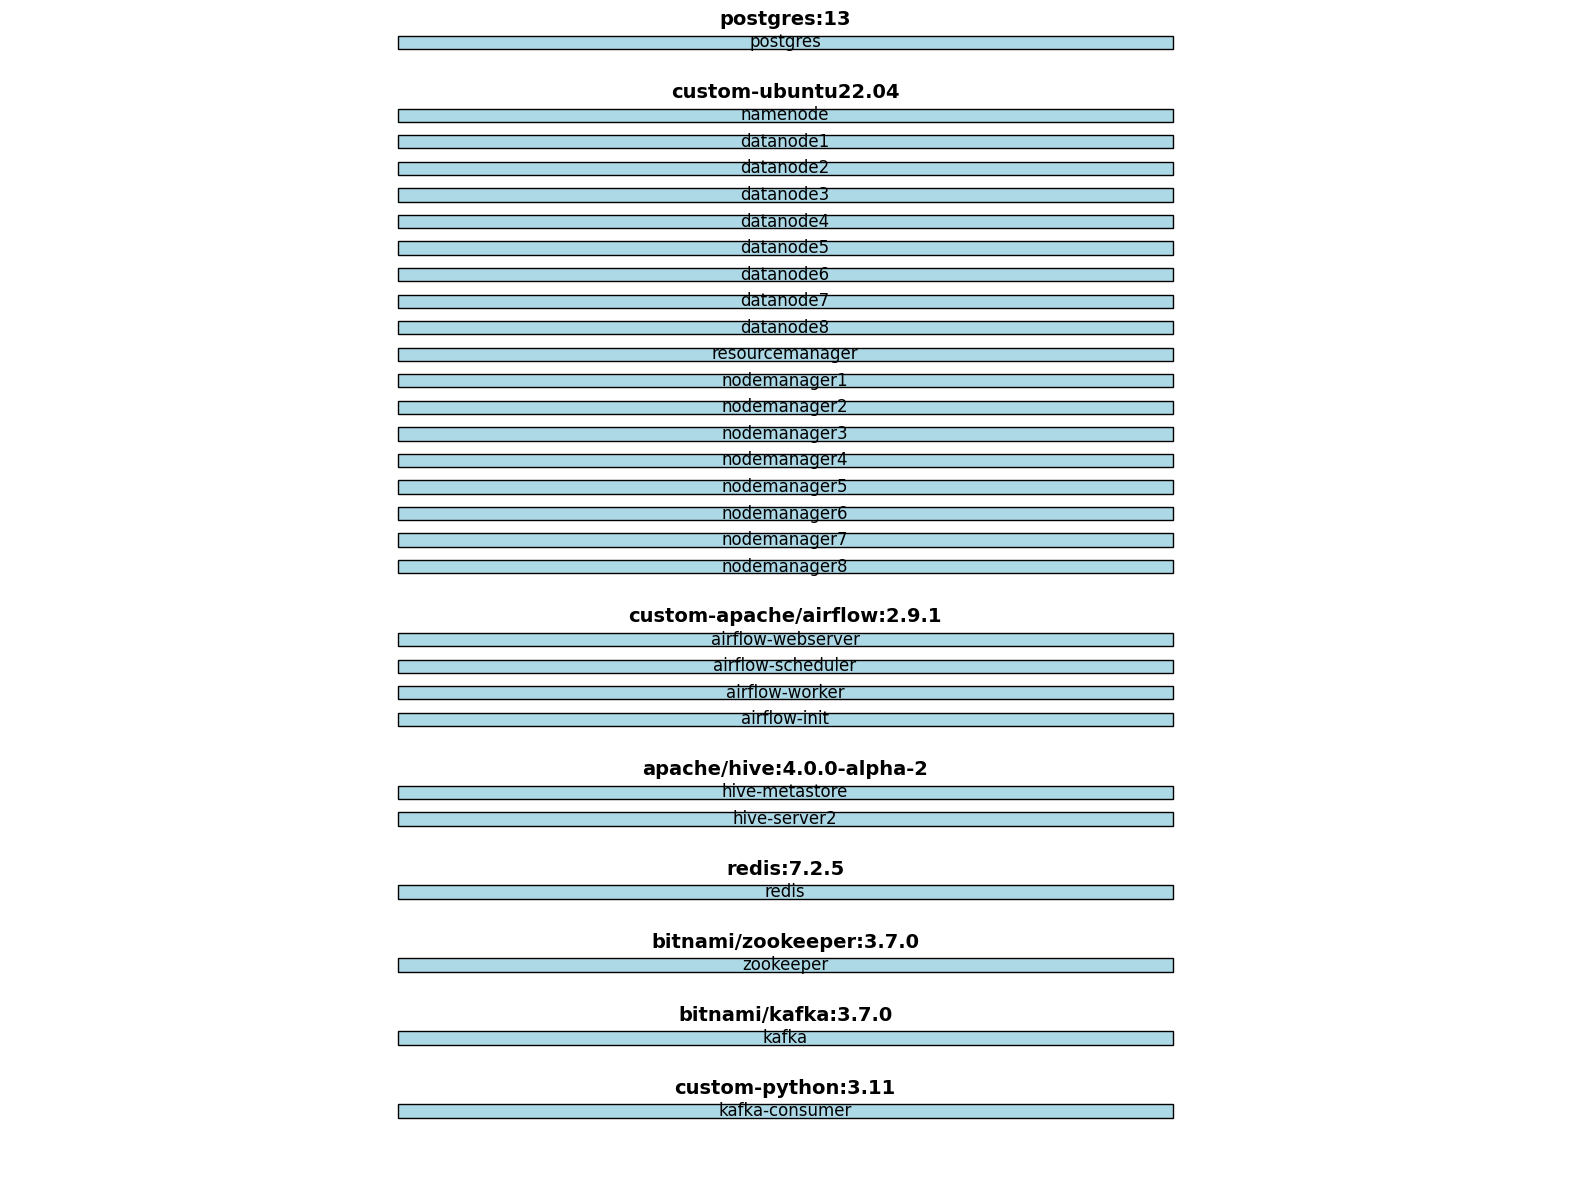 postgres:13
postgres
custom-ubuntu22.04
namenode
datanode1
datanode2
datanode3
datanode4
datanode5
datanode6
datanode7
datanode8
resourcemanager
nodemanager1
nodemanager2
nodemanager3
nodemanager4
nodemanager5
nodemanager6
nodemanager7
nodemanager8
custom-apache/airflow:2.9.1
airflow-webserver
airflow-scheduler
airflow-worker
airflow-init
apache/hive:4.0.0-alpha-2
hive-metastore
hive-server2
redis:7.2.5
redis
bitnami/zookeeper:3.7.0
zookeeper
bitnami/kafka:3.7.0
kafka
custom-python:3.11
kafka-consumer